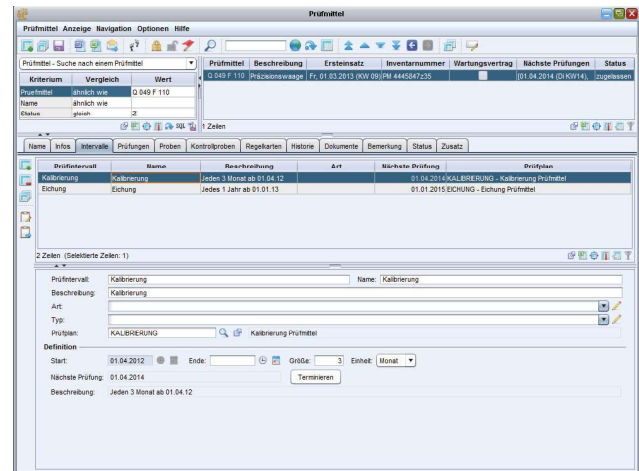 Prüfmittel
Prüfmittel Anzeige Navigation Optionen Hilfe
Prüfmittel - Suche nach einem Prüfmittel
Kriterium Vergleich Wert
Pruefmittel ähnlich wie Q 049 F 110
Name ähnlich wie
Status gleich Z
SQL
Prüfmittel Beschreibung Ersteinsatz Inventarnummer Wartungsvertrag Nächste Prüfungen Status
Q 049 F 110 Präzisionswaage Fr, 01.03.2013 (KW 09) PM 4445847z35 [01.04.2014 (Di KW14), zugelassen
1 Zeilen
Name Infos Intervalle Prüfungen Proben Kontrollproben Regelkarten Historie Dokumente Bemerkung Status Zusatz
Prüfintervall Name Beschreibung Art Nächste Prüfung Prüfplan
Kalibrierung Kalibrierung Jeden 3 Monat ab 01.04.12 01.04.2014 KALIBRIERUNG - Kalibrierung Prüfmittel
Eichung Eichung Jedes 1 Jahr ab 01.01.13 01.01.2015 EICHUNG - Eichung Prüfmittel
2 Zeilen (Selektierte Zeilen: 1)
Prüfintervall: Kalibrierung Name: Kalibrierung
Beschreibung: Kalibrierung
Art:
Typ:
Prüfplan: KALIBRIERUNG Kalibrierung Prüfmittel
Definition
Start: 01.04.2012 Ende: Größe: 3 Einheit: Monat
Nächste Prüfung: 01.04.2014 Terminieren
Beschreibung: Jeden 3 Monat ab 01.04.12